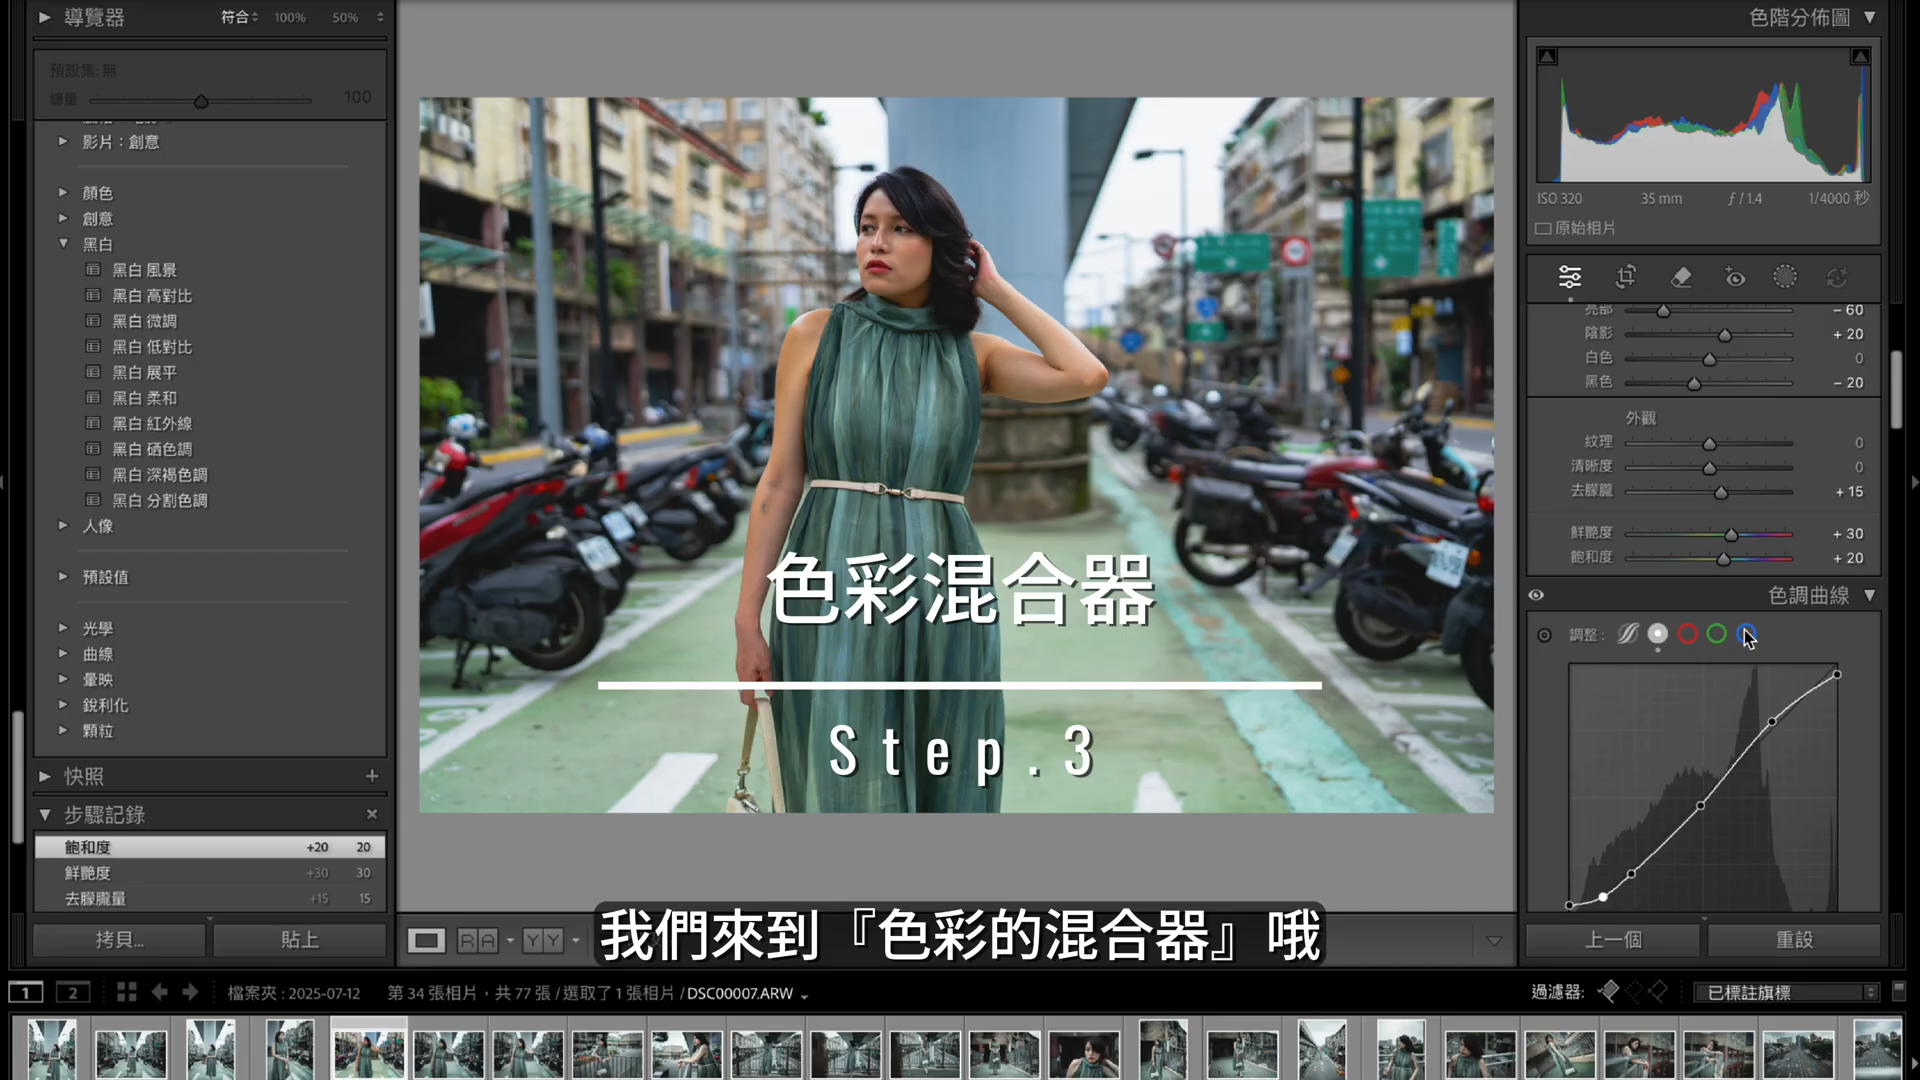 導覽器 符合 100% 50%
預設集: 無
總量 100
影片：創意
顏色
創意
黑白
黑白 風景
黑白 高對比
黑白 微調
黑白 低對比
黑白 展平
黑白 柔和
黑白 紅外線
黑白 硒色調
黑白 深褐色調
黑白 分割色調
人像
預設值
光學
曲線
暈映
銳利化
顆粒
快照 +
步驟記錄 ×
飽和度 +20 20
鮮艷度 +30 30
去朦朧量 +15 15
拷貝... 貼上
色彩混合器
Step.3
我們來到『色彩的混合器』哦
R A Y Y
色階分佈圖
ISO 320 35 mm ƒ / 1.4 1/4000 秒
原始相片
亮部 − 60
陰影 + 20
白色 0
黑色 − 20
外觀
紋理 0
清晰度 0
去朦朧 + 15
鮮艷度 + 30
飽和度 + 20
色調曲線
調整 :
上一個 重設
1 2 檔案夾 : 2025-07-12 第 34 張相片，共 77 張 / 選取了 1 張相片 / DSC00007.ARW 過濾器: 已標註旗標